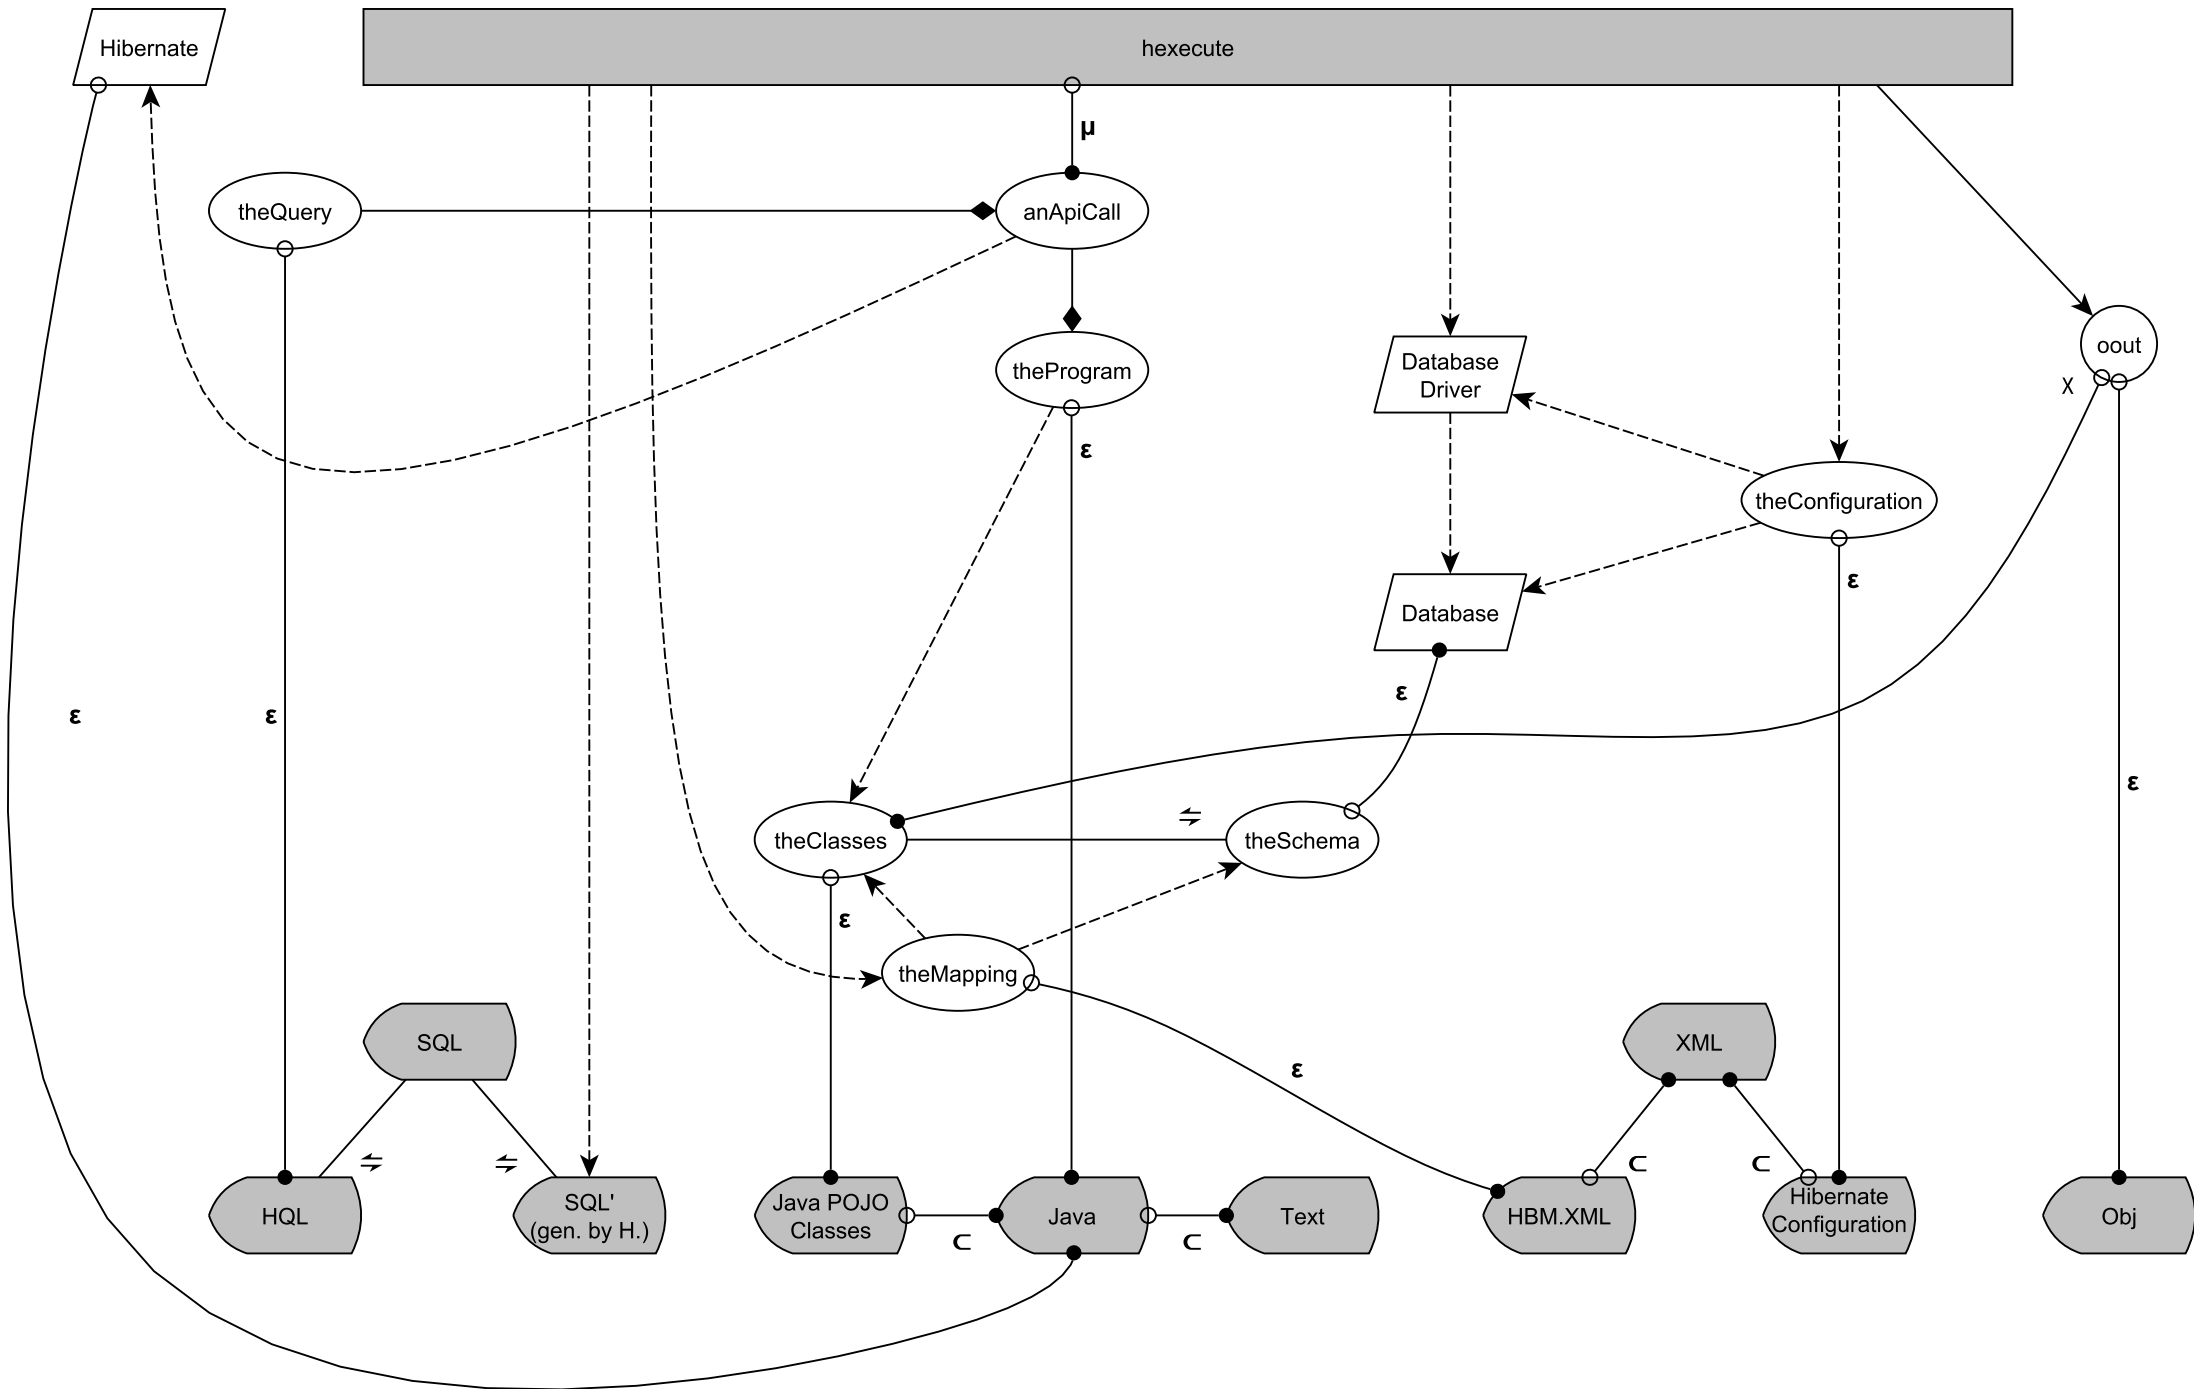 Hibernate
hexecute
µ
theQuery
anApiCall
theProgram
ε
Database
Driver
oout
χ
theConfiguration
ε
Database
ε
ε
ε
ε
theClasses
⇋
theSchema
ε
theMapping
SQL
XML
ε
⇋
⇋
⊂
⊂
HQL
SQL'
(gen. by H.)
Java POJO
Classes
⊂
Java
⊂
Text
HBM.XML
Hibernate
Configuration
Obj
ε